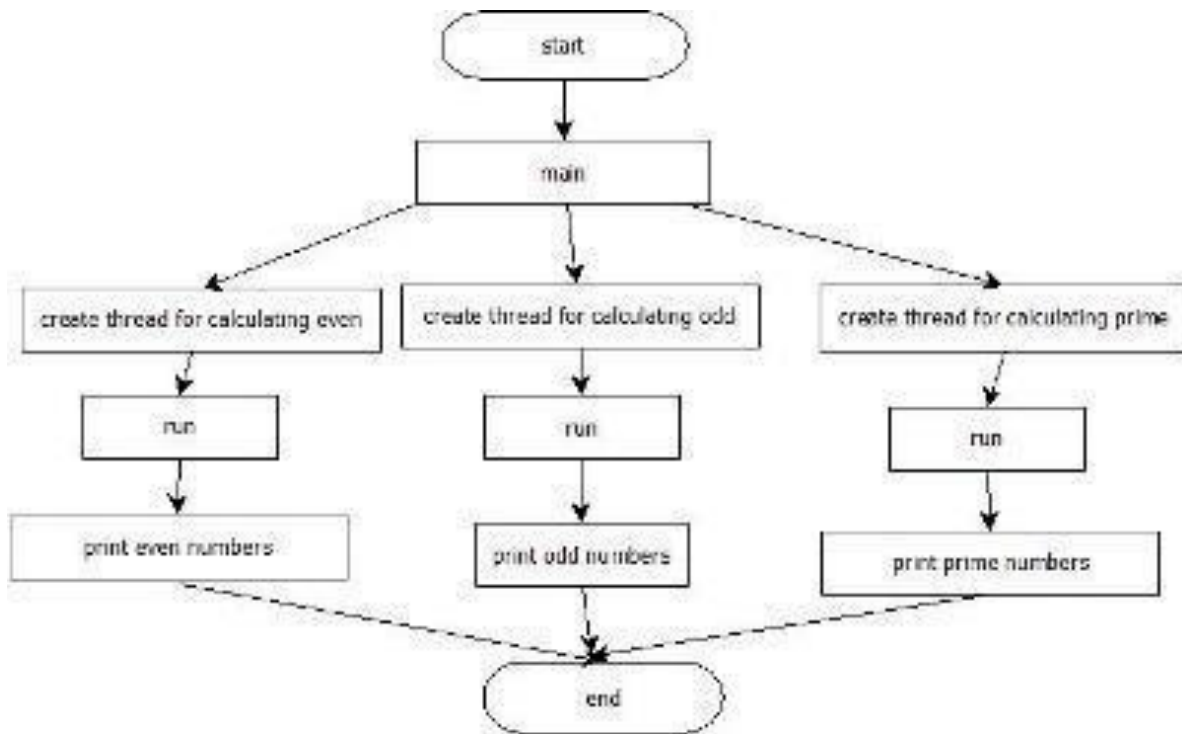 start
main
create thread for calculating even
create thread for calculating odd
create thread for calculating prime
run
run
run
print even numbers
print odd numbers
print prime numbers
end